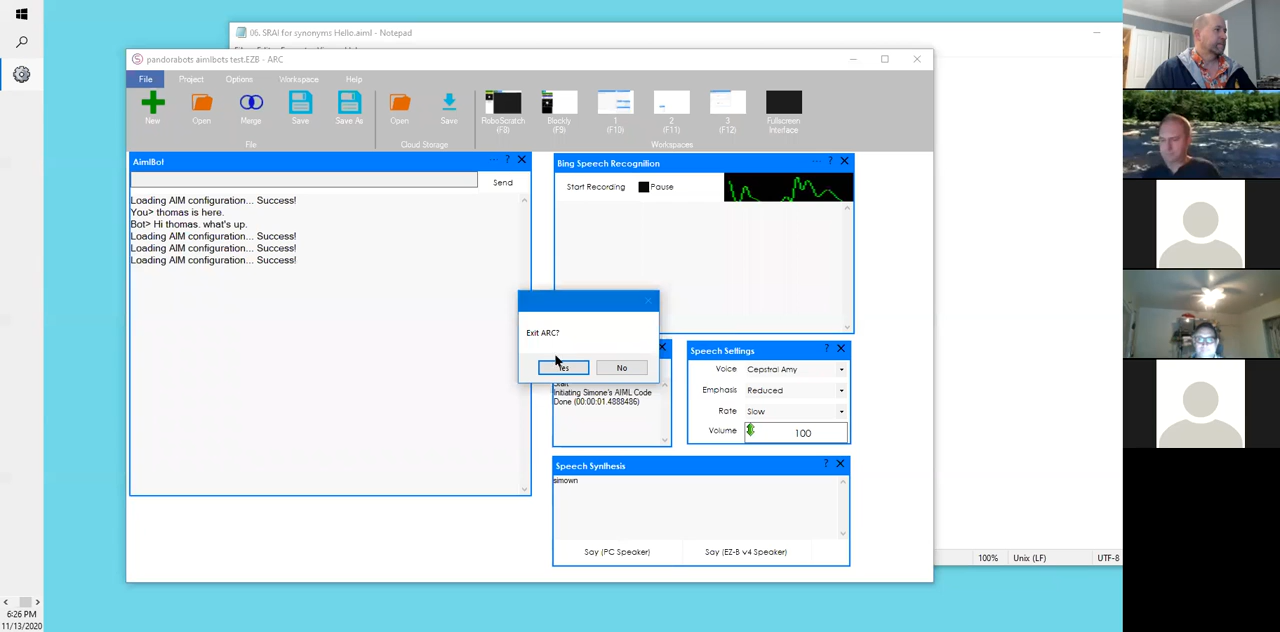 06. SRAI for synonyms Hello.aiml - Notepad
pandorabots aimlbots test.EZB - ARC
File Project Options Workspace Help
New Open Merge Save Save As Open Save RoboScratch (F8) Blockly (F9) 1 (F10) 2 (F11) 3 (F12) Fullscreen Interface
File Cloud Storage Workspaces
AimlBot ... ?
Send
Loading AIM configuration... Success!
You> thomas is here.
Bot> Hi thomas. what's up.
Loading AIM configuration... Success!
Loading AIM configuration... Success!
Loading AIM configuration... Success!
Bing Speech Recognition ... ?
Start Recording Pause
Exit ARC?
Yes No
Start
Initiating Simone's AIML Code
Done (00:00:01.4888486)
Speech Settings ?
Voice Cepstral Amy
Emphasis Reduced
Rate Slow
Volume 100
Speech Synthesis ?
simown
Say (PC Speaker) Say (EZ-B v4 Speaker)
100% Unix (LF) UTF-8
6:26 PM
11/13/2020